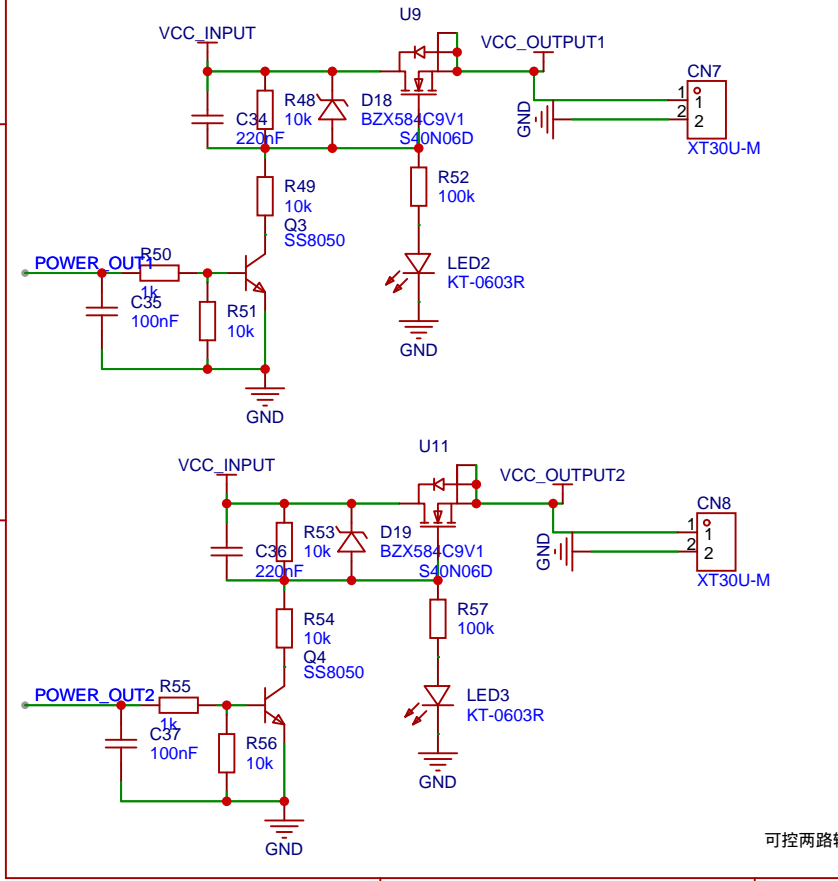 U9
VCC_INPUT
VCC_OUTPUT1
CN7
R48
10k
D18
BZX584C9V1
S40N06D
C34
220nF
GND
1
1
2
2
XT30U-M
R49
10k
Q3
SS8050
R52
100k
POWER_OUT1
R50
1k
C35
100nF
R51
10k
LED2
KT-0603R
GND
GND
U11
VCC_INPUT
VCC_OUTPUT2
CN8
R53
10k
D19
BZX584C9V1
S40N06D
C36
220nF
GND
1
1
2
2
XT30U-M
R54
10k
Q4
SS8050
R57
100k
POWER_OUT2
R55
1k
C37
100nF
R56
10k
LED3
KT-0603R
GND
GND
可控两路